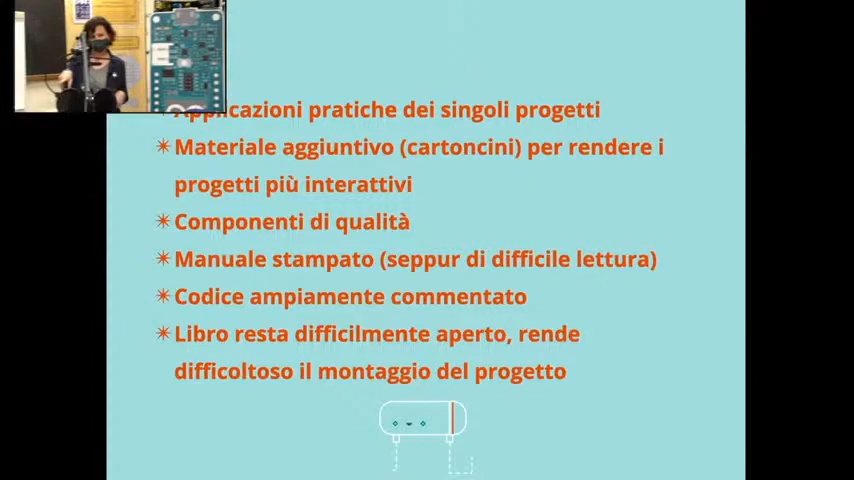 Applicazioni pratiche dei singoli progetti
Materiale aggiuntivo (cartoncini) per rendere i
progetti più interattivi
Componenti di qualità
Manuale stampato (seppur di difficile lettura)
Codice ampiamente commentato
Libro resta difficilmente aperto, rende
difficoltoso il montaggio del progetto